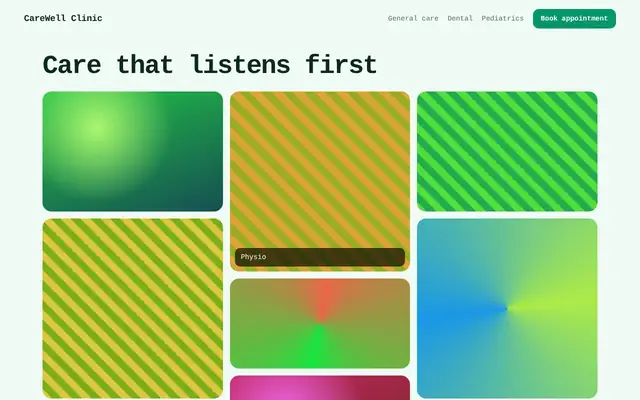 CareWell Clinic
General care
Dental
Pediatrics
Book appointment
Care that listens first
Physio